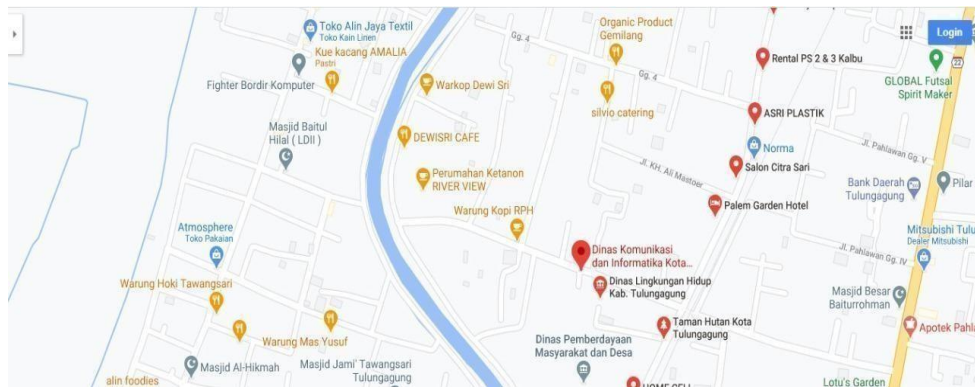 Toko Alin Jaya Textil
Toko Kain Linen
Kue kacang AMALIA
Pastri
Fighter Bordir Komputer
Masjid Baitul
Hilal ( LDII )
Atmosphere
Toko Pakaian
Warung Hoki Tawangsari
Warung Mas Yusuf
Masjid Al-Hikmah
Masjid Jami' Tawangsari
Tulungagung
alin foodies
Warkop Dewi Sri
DEWISRI CAFE
Perumahan Ketanon
RIVER VIEW
Warung Kopi RPH
Gg. 4
Organic Product
Gemilang
Gg. 4
silvio catering
Jl. KH. Ali Mastoer
Dinas Komunikasi
dan Informatika Kota...
Dinas Lingkungan Hidup
Kab. Tulungagung
Taman Hutan Kota
Tulungagung
Dinas Pemberdayaan
Masyarakat dan Desa
Rental PS 2 & 3 Kalbu
ASRI PLASTIK
Norma
Salon Citra Sari
Palem Garden Hotel
Login
22
GLOBAL Futsal
Spirit Maker
Jl. Pahlawan Gg. V
Bank Daerah
Tulungagung
Pilar
Mitsubishi Tulu
Dealer Mitsubishi
Jl. Pahlawan Gg. IV
Masjid Besar
Baiturrohman
Apotek Pahla
Lotu's Garden